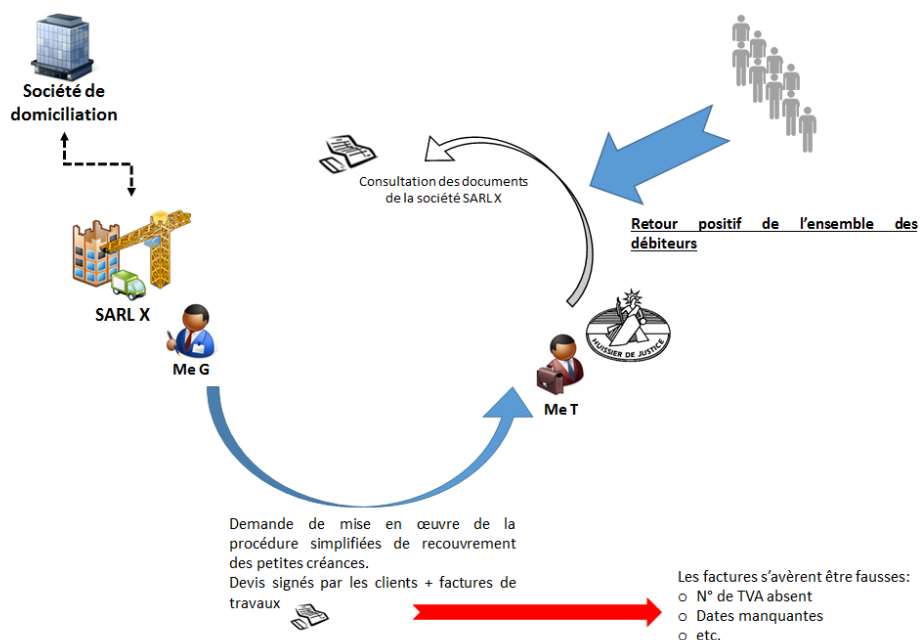 Société de
domiciliation
Consultation des documents
de la société SARL X
Retour positif de l'ensemble des
débiteurs
SARL X
HUISSIER DE JUSTICE
Me G
Me T
Demande de mise en œuvre de la
procédure simplifiées de recouvrement
des petites créances.
Devis signés par les clients + factures de
travaux
Les factures s'avèrent être fausses:
o N° de TVA absent
o Dates manquantes
o etc.